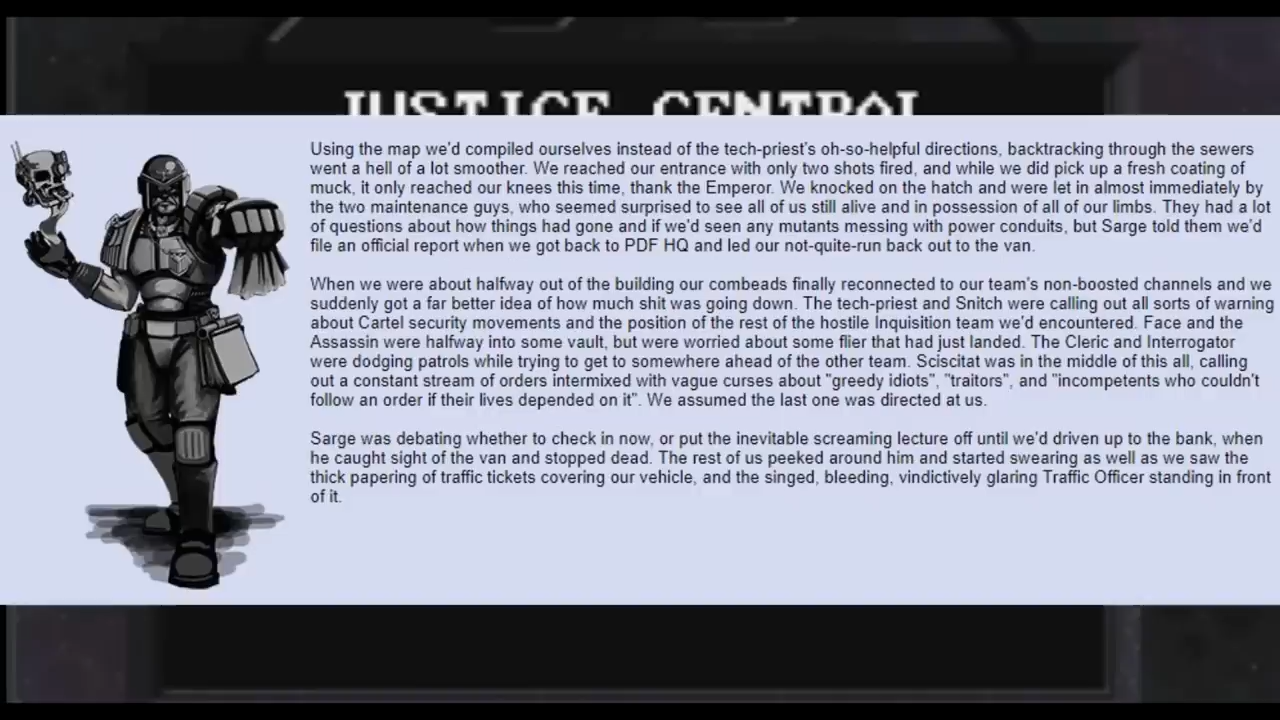 JUSTICE CENTRAL
Using the map we'd compiled ourselves instead of the tech-priest's oh-so-helpful directions, backtracking through the sewers
went a hell of a lot smoother. We reached our entrance with only two shots fired, and while we did pick up a fresh coating of
muck, it only reached our knees this time, thank the Emperor. We knocked on the hatch and were let in almost immediately by
the two maintenance guys, who seemed surprised to see all of us still alive and in possession of all of our limbs. They had a lot
of questions about how things had gone and if we'd seen any mutants messing with power conduits, but Sarge told them we'd
file an official report when we got back to PDF HQ and led our not-quite-run back out to the van.
When we were about halfway out of the building our combeads finally reconnected to our team's non-boosted channels and we
suddenly got a far better idea of how much shit was going down. The tech-priest and Snitch were calling out all sorts of warning
about Cartel security movements and the position of the rest of the hostile Inquisition team we'd encountered. Face and the
Assassin were halfway into some vault, but were worried about some flier that had just landed. The Cleric and Interrogator
were dodging patrols while trying to get to somewhere ahead of the other team. Sciscitat was in the middle of this all, calling
out a constant stream of orders intermixed with vague curses about "greedy idiots", "traitors", and "incompetents who couldn't
follow an order if their lives depended on it". We assumed the last one was directed at us.
Sarge was debating whether to check in now, or put the inevitable screaming lecture off until we'd driven up to the bank, when
he caught sight of the van and stopped dead. The rest of us peeked around him and started swearing as well as we saw the
thick papering of traffic tickets covering our vehicle, and the singed, bleeding, vindictively glaring Traffic Officer standing in front
of it.